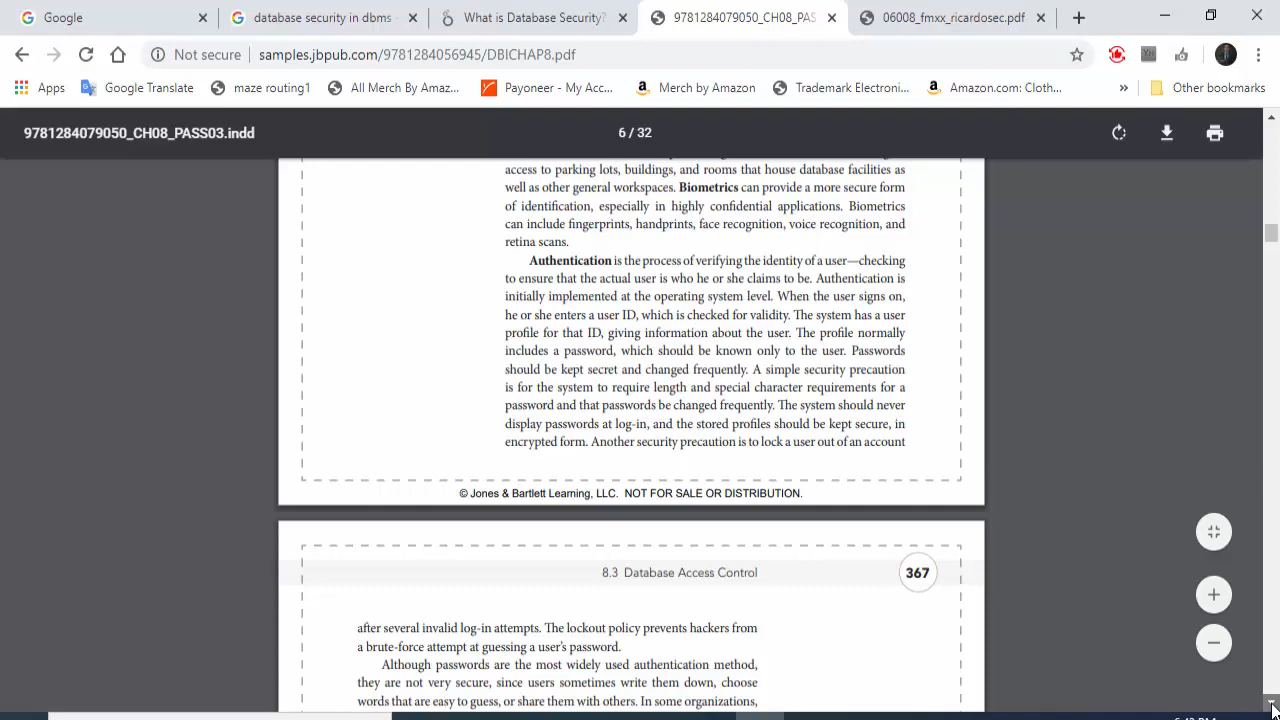 Google
database security in dbms -
What is Database Security?
9781284079050_CH08_PAS
06008_fmxx_ricardosec.pdf
Not secure
samples.jbpub.com/9781284056945/DBICHAP8.pdf
Apps
Google Translate
maze routing1
All Merch By Amaz...
Payoneer - My Acc...
Merch by Amazon
Trademark Electroni...
Amazon.com: Cloth...
Other bookmarks
9781284079050_CH08_PASS03.indd
6 / 32
access to parking lots, buildings, and rooms that house database facilities as
well as other general workspaces. Biometrics can provide a more secure form
of identification, especially in highly confidential applications. Biometrics
can include fingerprints, handprints, face recognition, voice recognition, and
retina scans.
Authentication is the process of verifying the identity of a user—checking
to ensure that the actual user is who he or she claims to be. Authentication is
initially implemented at the operating system level. When the user signs on,
he or she enters a user ID, which is checked for validity. The system has a user
profile for that ID, giving information about the user. The profile normally
includes a password, which should be known only to the user. Passwords
should be kept secret and changed frequently. A simple security precaution
is for the system to require length and special character requirements for a
password and that passwords be changed frequently. The system should never
display passwords at log-in, and the stored profiles should be kept secure, in
encrypted form. Another security precaution is to lock a user out of an account
© Jones & Bartlett Learning, LLC. NOT FOR SALE OR DISTRIBUTION.
8.3 Database Access Control
367
after several invalid log-in attempts. The lockout policy prevents hackers from
a brute-force attempt at guessing a user's password.
Although passwords are the most widely used authentication method,
they are not very secure, since users sometimes write them down, choose
words that are easy to guess, or share them with others. In some organizations,